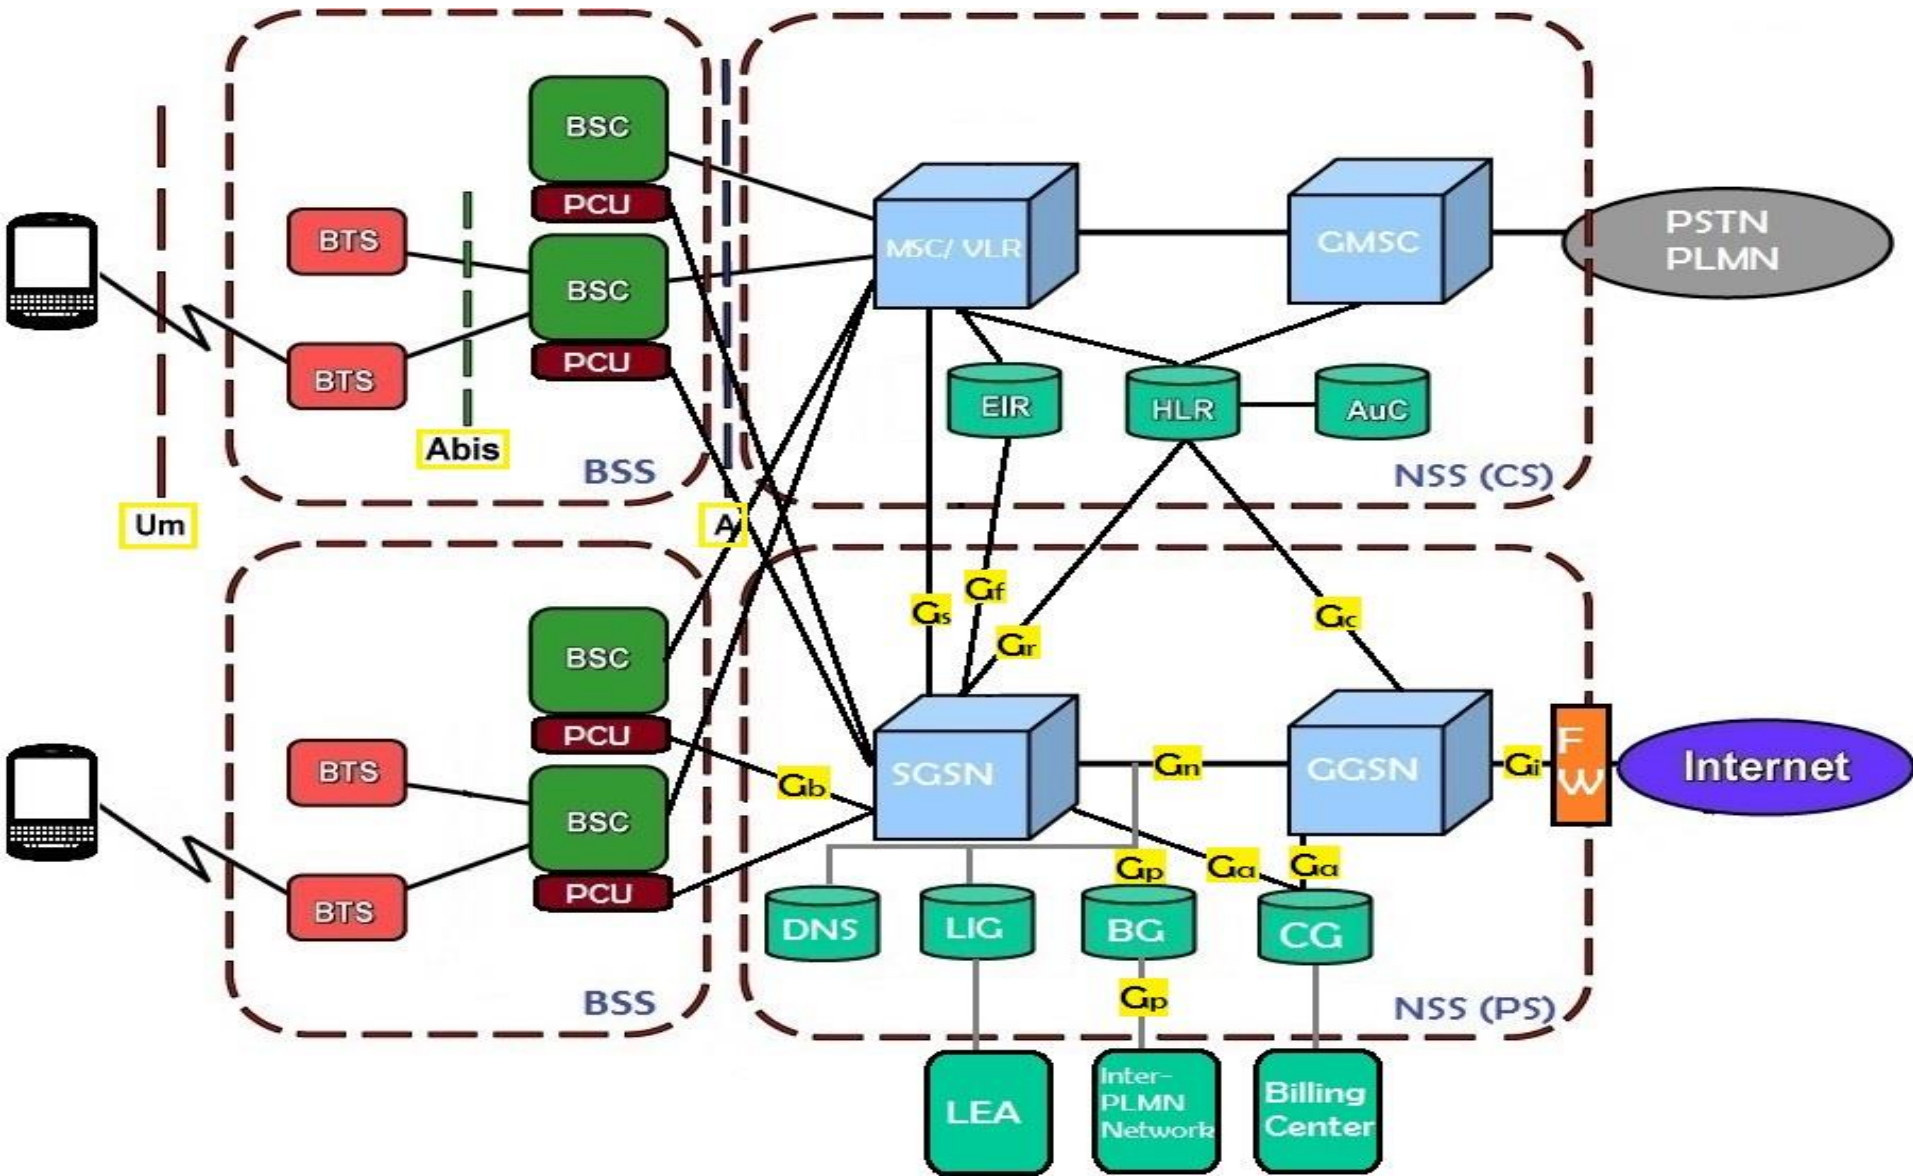 BSC
PCU
BTS
BSC
PCU
BTS
Abis
BSS
Um
A
MSC/ VLR
GMSC
PSTN
PLMN
EIR
HLR
AuC
NSS (CS)
BSC
PCU
BTS
BSC
PCU
BTS
BSS
Gs
Gf
Gr
Gc
Gb
SGSN
Gn
GGSN
Gi
F
W
Internet
Gp
Ga
Ga
DNS
LIG
BG
CG
Gp
NSS (PS)
LEA
Inter-
PLMN
Network
Billing
Center